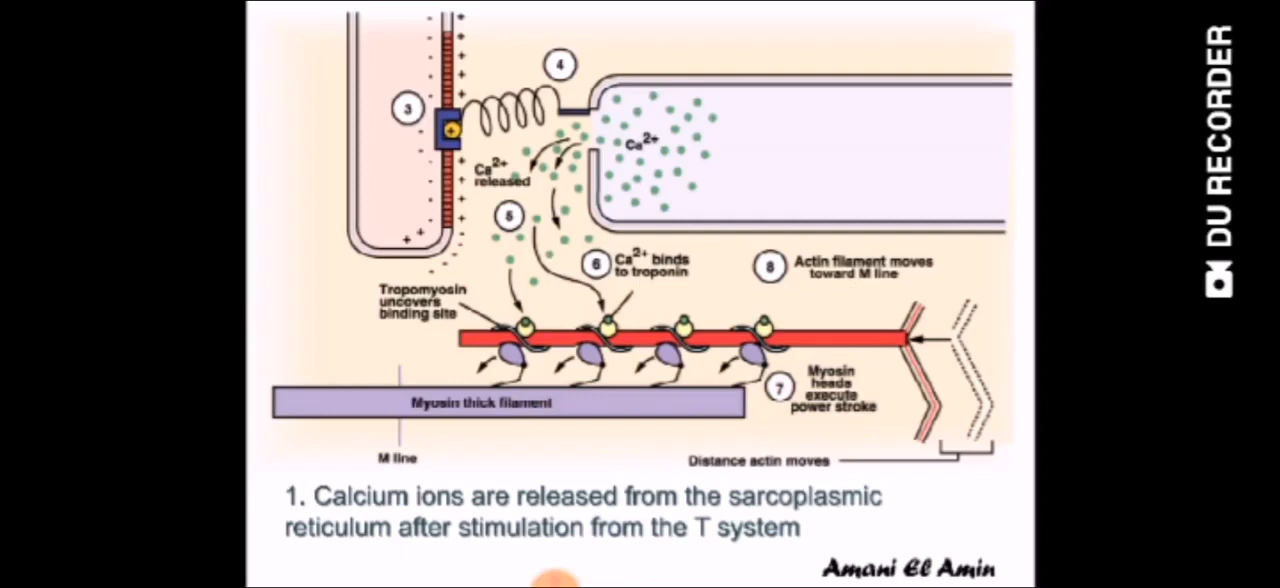 4
3
Ca2+
Ca2+
released
5
6
Ca2+ binds
to troponin
8
Actin filament moves
toward M line
Tropomyosin
uncovers
binding site
7
Myosin
heads
execute
power stroke
Myosin thick filament
M line
Distance actin moves
1. Calcium ions are released from the sarcoplasmic
reticulum after stimulation from the T system
Amani El Amin
DU RECORDER